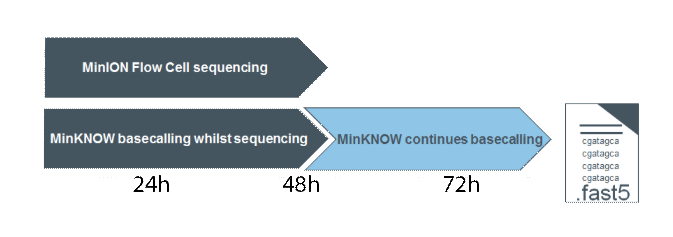 MinION Flow Cell sequencing
MinKNOW basecalling whilst sequencing
MinKNOW continues basecalling
24h
48h
72h
cgatagca
cgatagca
cgatagca
cgatagca
.fast5